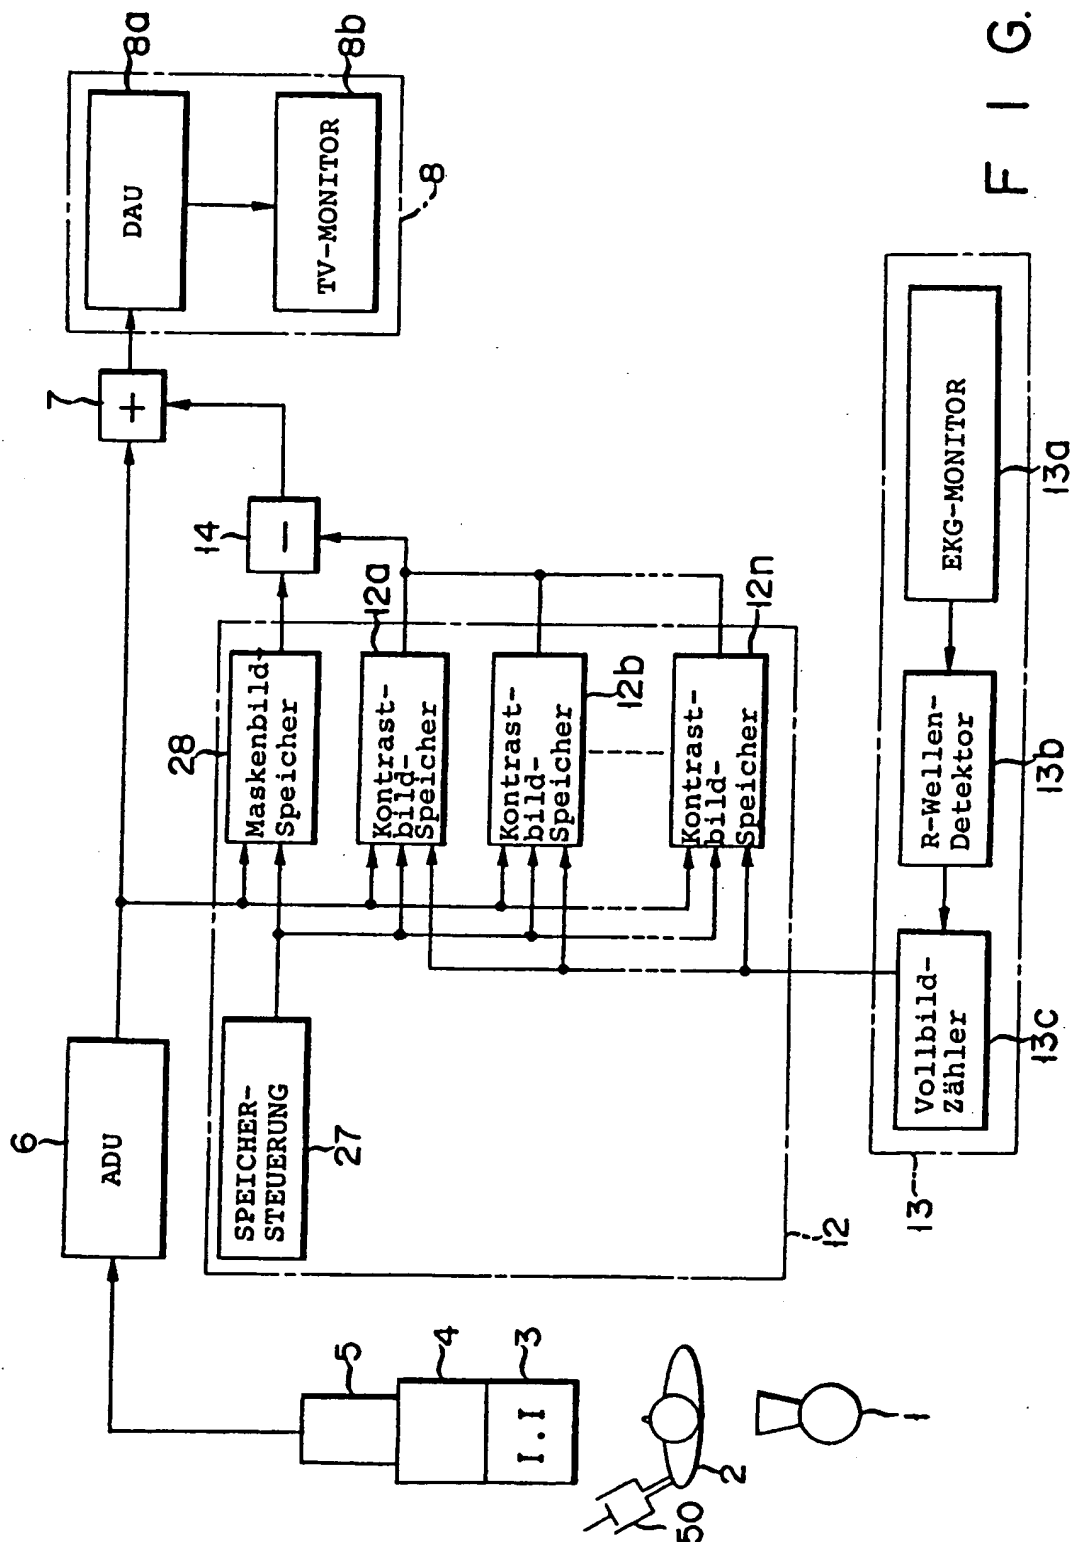 8a
DAU
8b
TV-MONITOR
8
7
+
14
−
6
ADU
28
Maskenbild-
Speicher
12a
Kontrast-
bild-
Speicher
12b
Kontrast-
bild-
Speicher
12n
Kontrast-
bild-
Speicher
SPEICHER-
STEUERUNG
27
12
EKG-MONITOR
13a
R-Wellen-
Detektor
13b
Vollbild-
Zähler
13c
13
5
4
3
I.I
2
50
1
F I G.